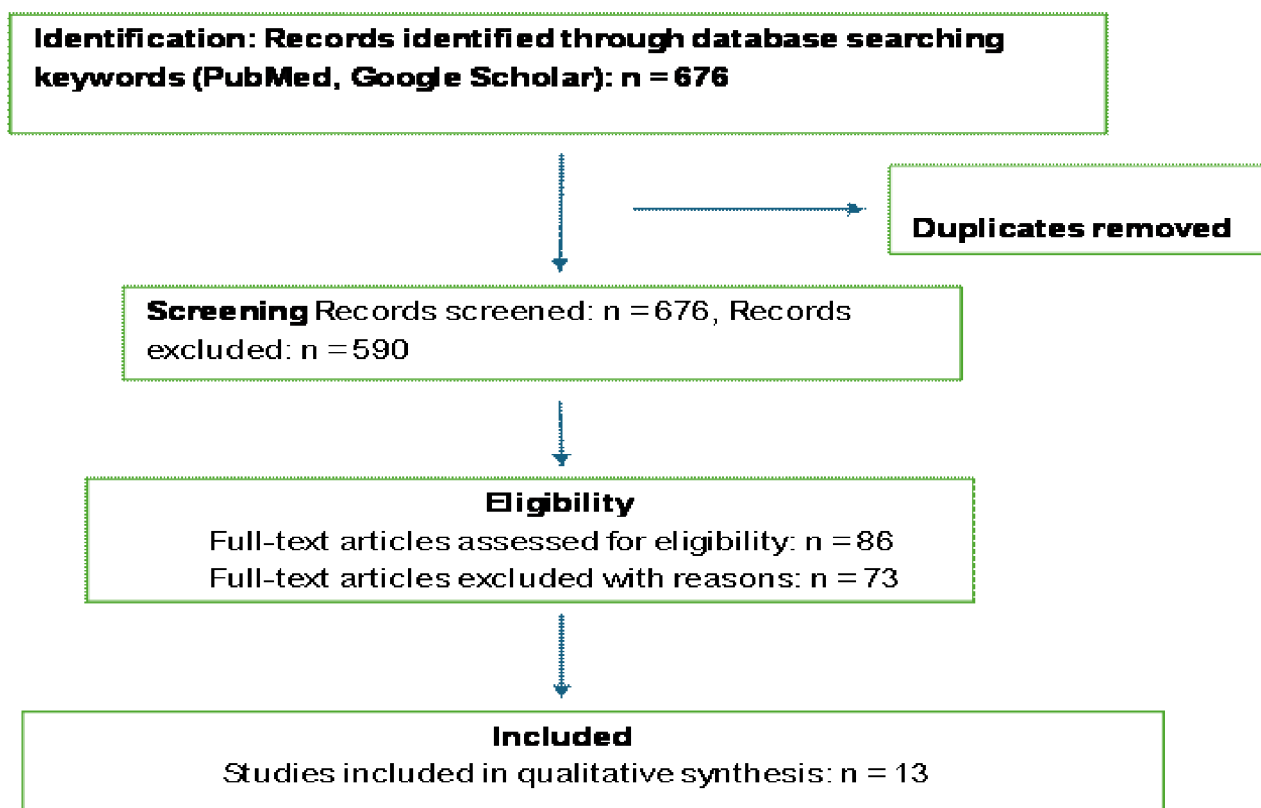 Identification: Records identified through database searching
keywords (PubMed, Google Scholar): n = 676
Duplicates removed
Screening Records screened: n = 676, Records
excluded: n = 590
Eligibility
Full-text articles assessed for eligibility: n = 86
Full-text articles excluded with reasons: n = 73
Included
Studies included in qualitative synthesis: n = 13